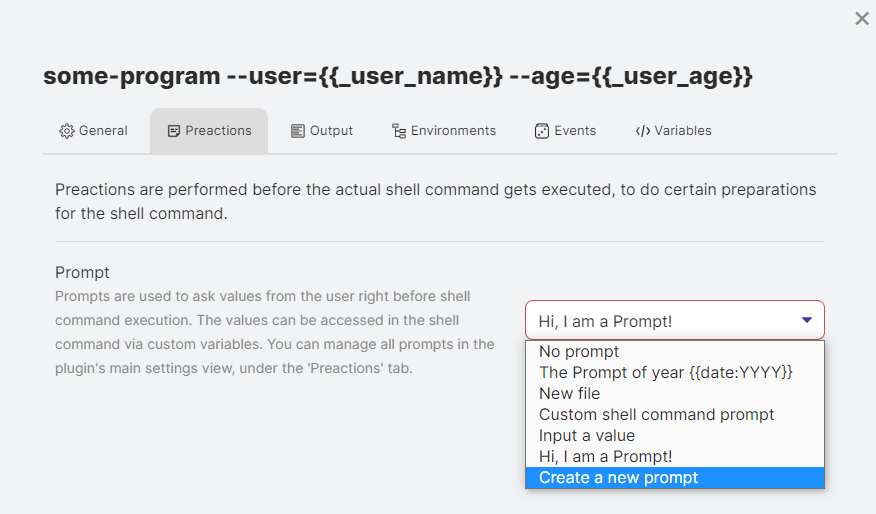 some-program --user={{_user_name}} --age={{_user_age}}
General Preactions Output Environments Events Variables
Preactions are performed before the actual shell command gets executed, to do certain preparations
for the shell command.
Prompt
Prompts are used to ask values from the user right before shell
command execution. The values can be accessed in the shell
command via custom variables. You can manage all prompts in the
plugin's main settings view, under the 'Preactions' tab.
Hi, I am a Prompt!
No prompt
The Prompt of year {{date:YYYY}}
New file
Custom shell command prompt
Input a value
Hi, I am a Prompt!
Create a new prompt